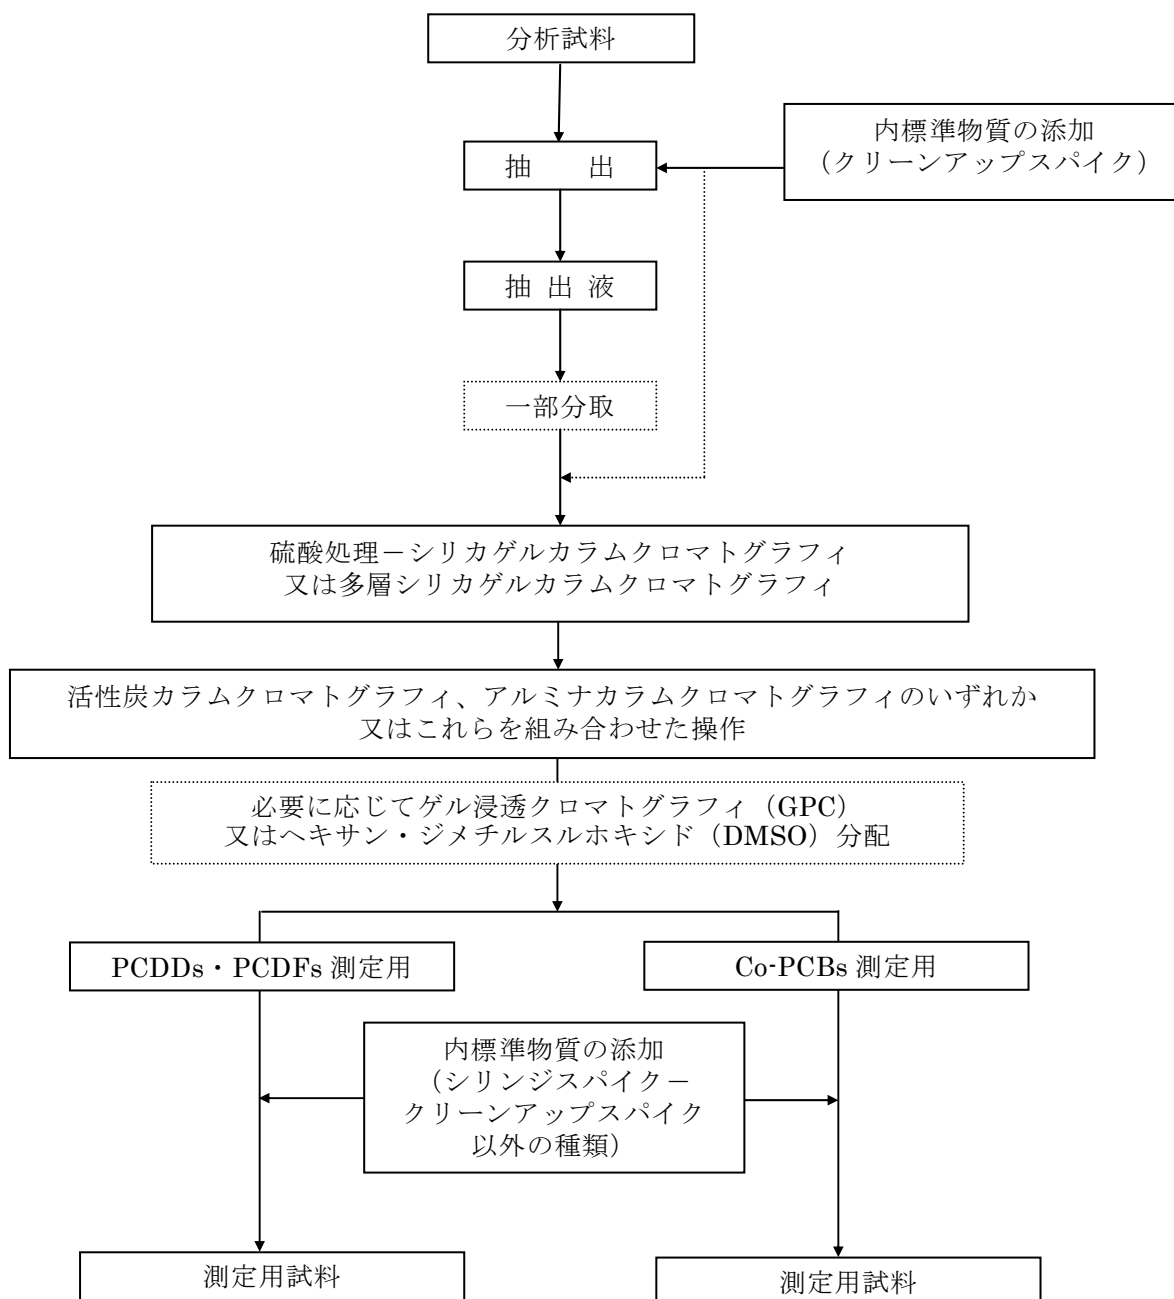 分析試料
内標準物質の添加
（クリーンアップスパイク）
抽　　出
抽 出 液
一部分取
硫酸処理－シリカゲルカラムクロマトグラフィ
又は多層シリカゲルカラムクロマトグラフィ
活性炭カラムクロマトグラフィ、アルミナカラムクロマトグラフィのいずれか
又はこれらを組み合わせた操作
必要に応じてゲル浸透クロマトグラフィ（GPC）
又はヘキサン・ジメチルスルホキシド（DMSO）分配
PCDDs・PCDFs 測定用
Co-PCBs 測定用
内標準物質の添加
（シリンジスパイク－
クリーンアップスパイク
以外の種類）
測定用試料
測定用試料